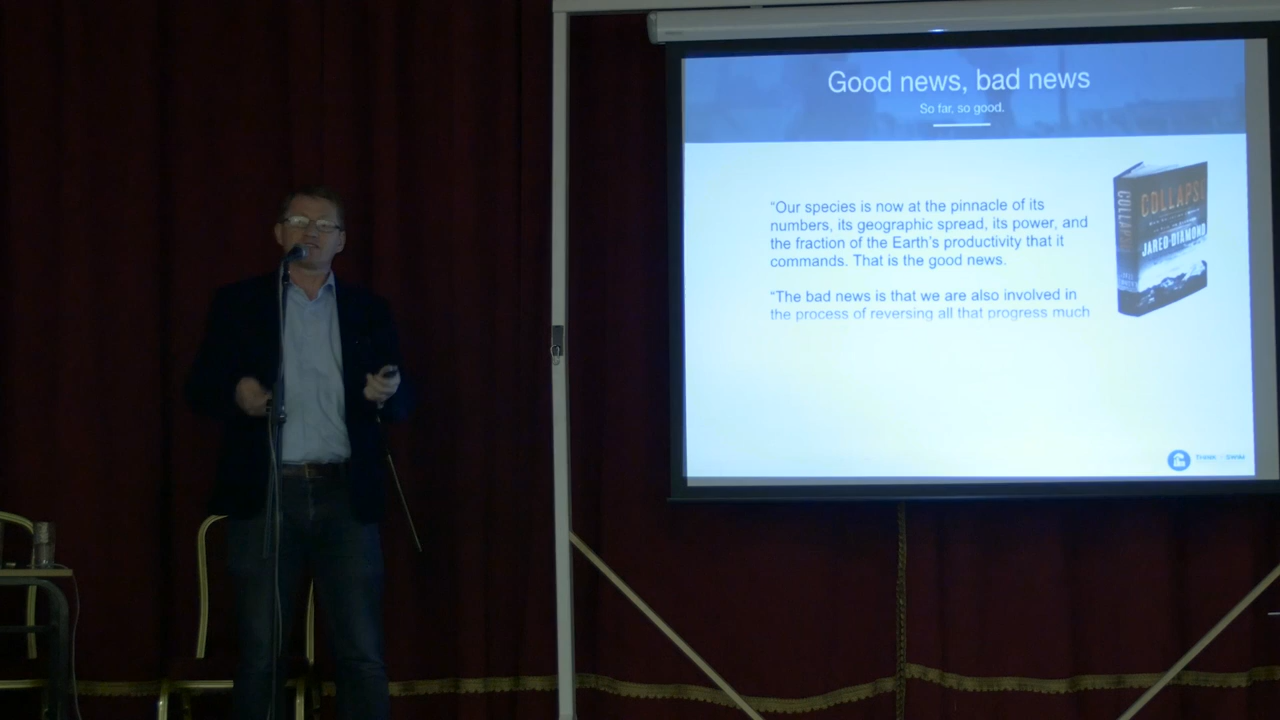 Good news, bad news
So far, so good.
“Our species is now at the pinnacle of its
numbers, its geographic spread, its power, and
the fraction of the Earth’s productivity that it
commands. That is the good news.
“The bad news is that we are also involved in
the process of reversing all that progress much
COLLAPSE
JARED DIAMOND
COLLAPSE